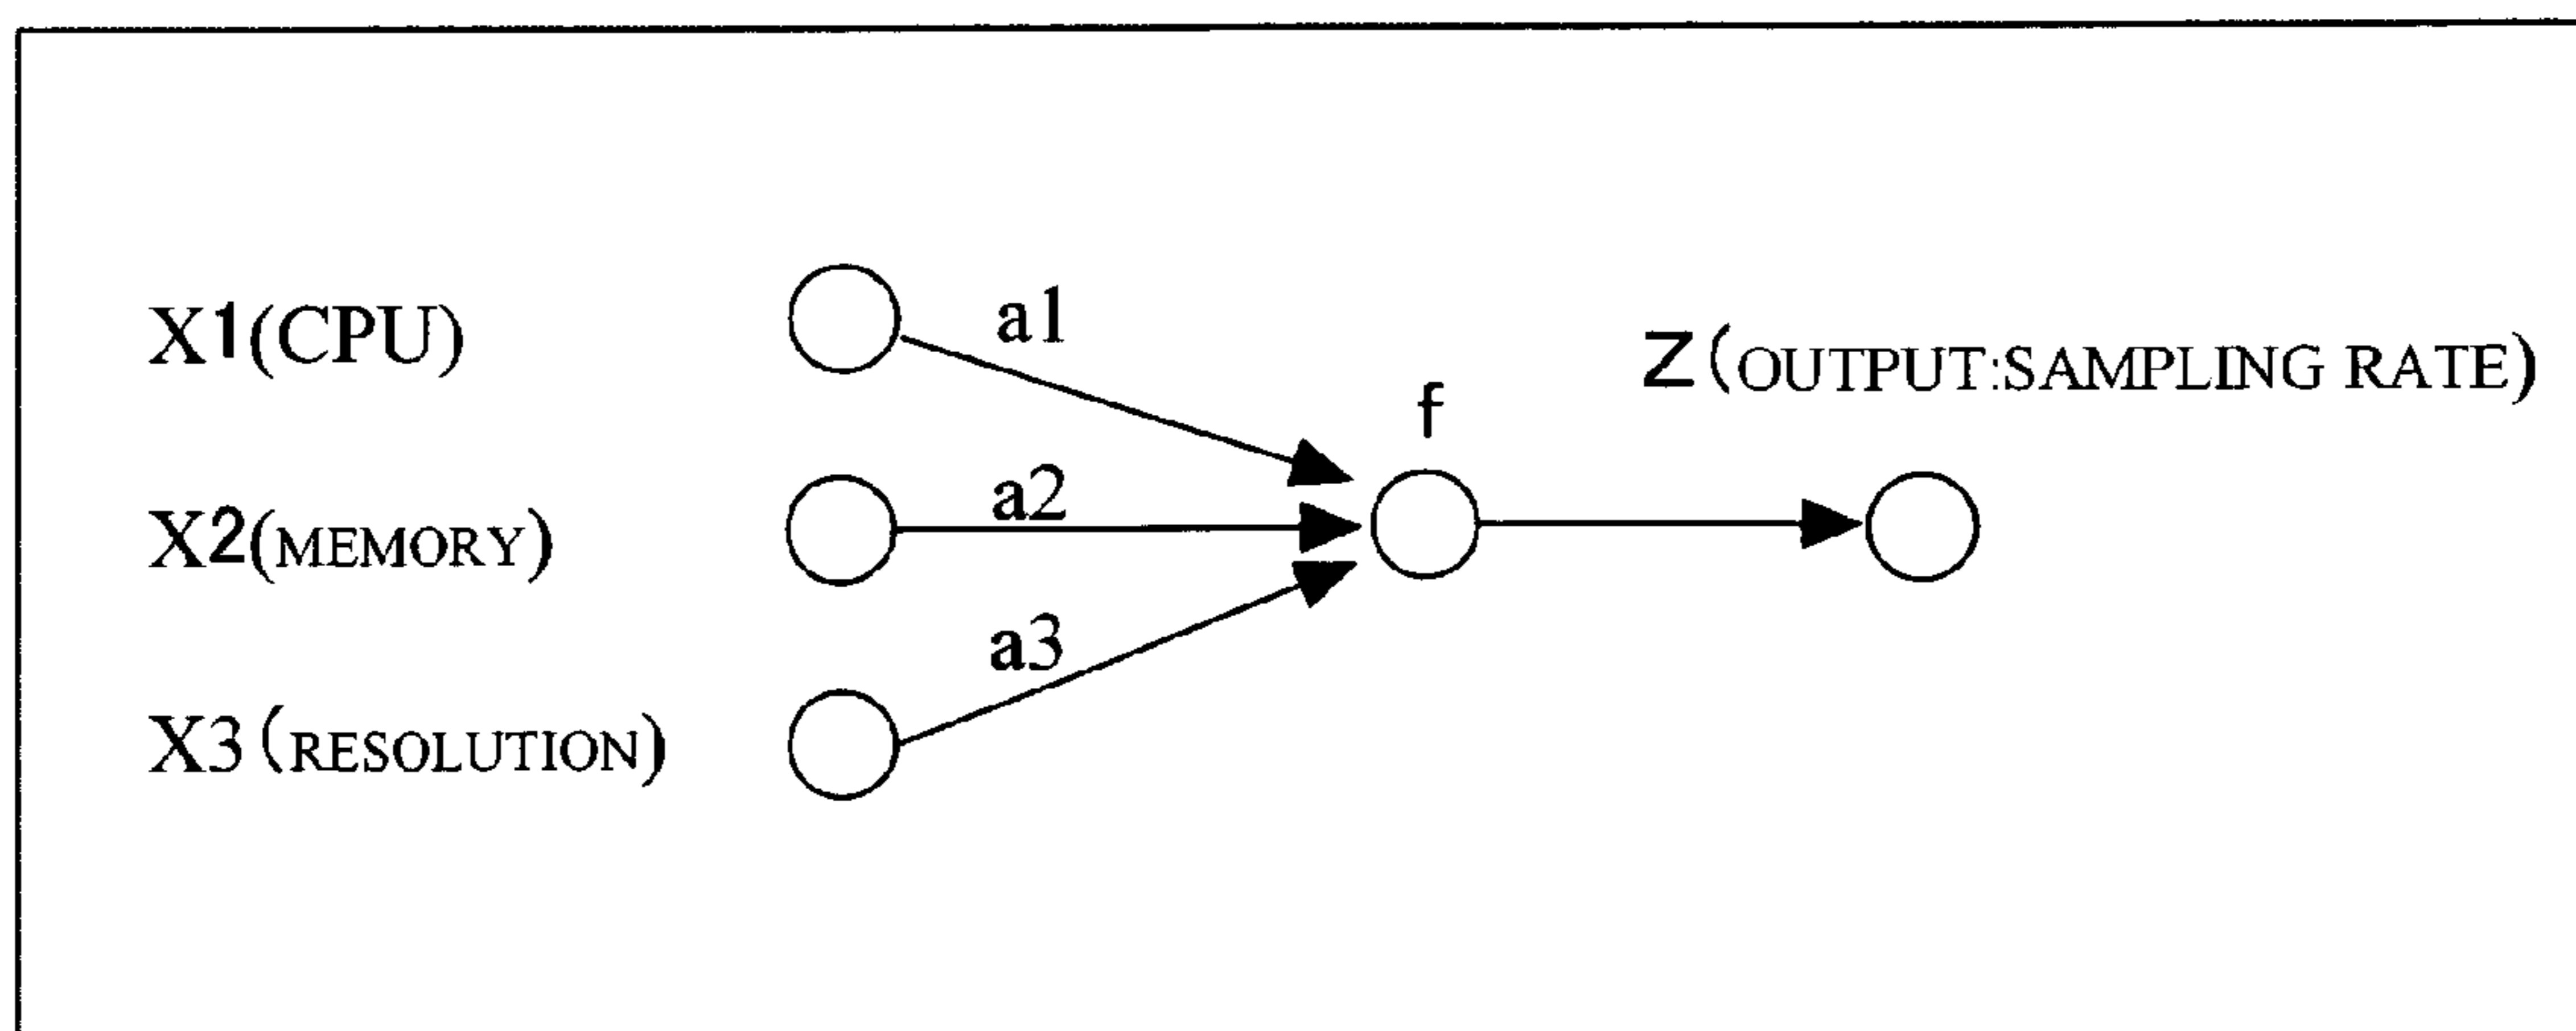 X1(CPU)
a1
Z(OUTPUT:SAMPLING RATE)
f
X2(MEMORY)
a2
X3(RESOLUTION)
a3